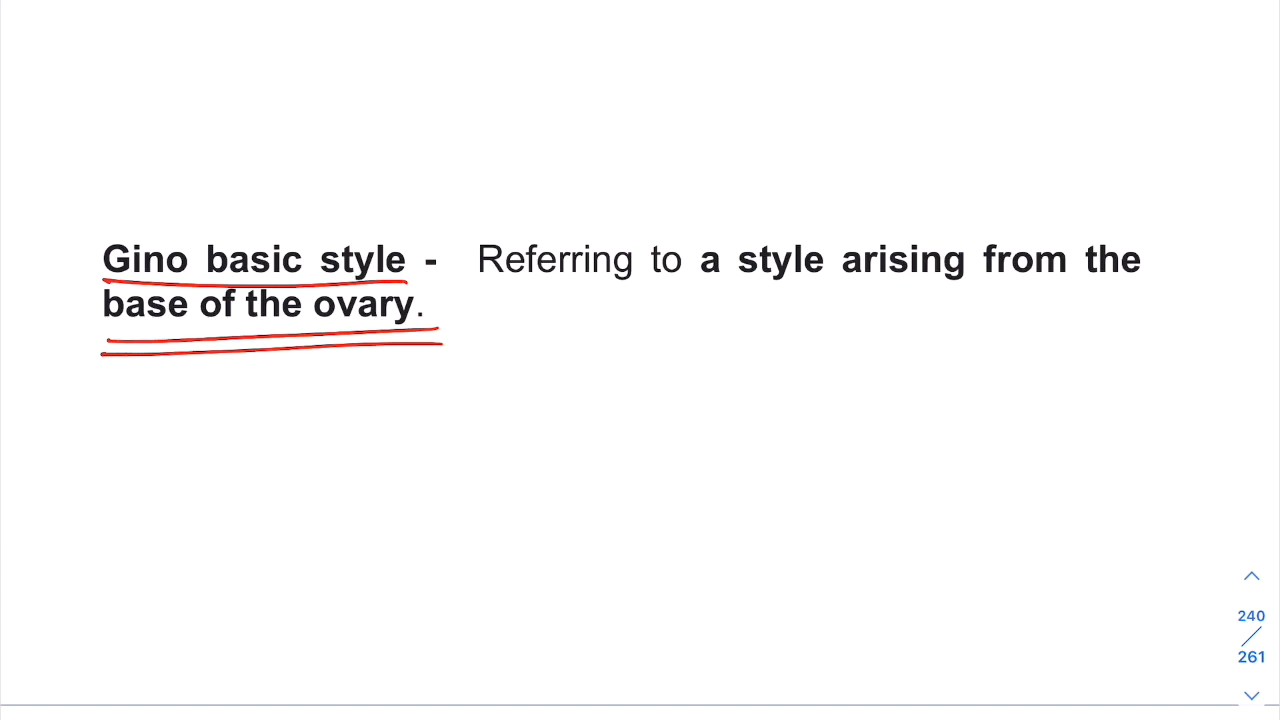 Gino basic style - Referring to a style arising from the
base of the ovary.
240
261